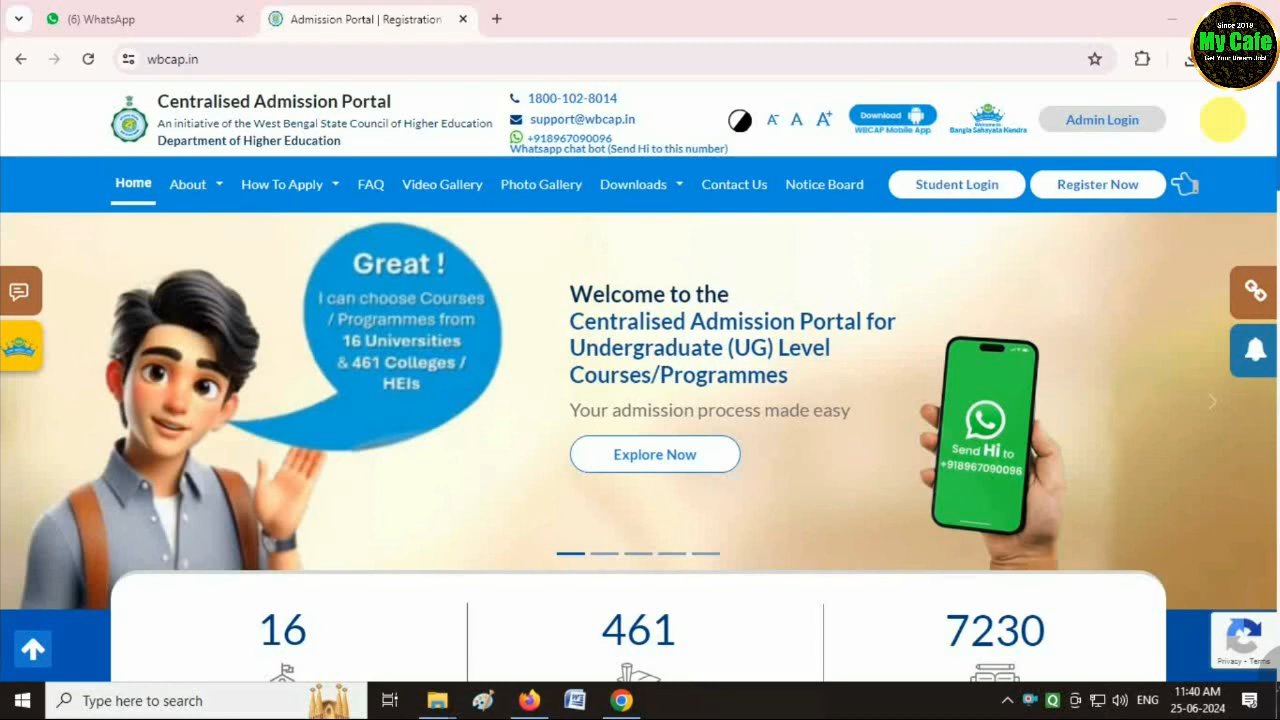 (6) WhatsApp
Admission Portal | Registration
Since 2018
My Cafe
Get Your Dream Job!
wbcap.in
Centralised Admission Portal
An initiative of the West Bengal State Council of Higher Education
Department of Higher Education
1800-102-8014
support@wbcap.in
+918967090096
Whatsapp chat bot (Send Hi to this number)
A-
A
A+
Download
WBCAP Mobile App
Welcome to
Bangla Sahayata Kendra
Admin Login
Home
About
How To Apply
FAQ
Video Gallery
Photo Gallery
Downloads
Contact Us
Notice Board
Student Login
Register Now
Great !
I can choose Courses
/ Programmes from
16 Universities
& 461 Colleges /
HEIs
Welcome to the
Centralised Admission Portal for
Undergraduate (UG) Level
Courses/Programmes
Your admission process made easy
Explore Now
Send Hi to
+918967090096
16
461
7230
Privacy - Terms
Type here to search
ENG
11:40 AM
25-06-2024